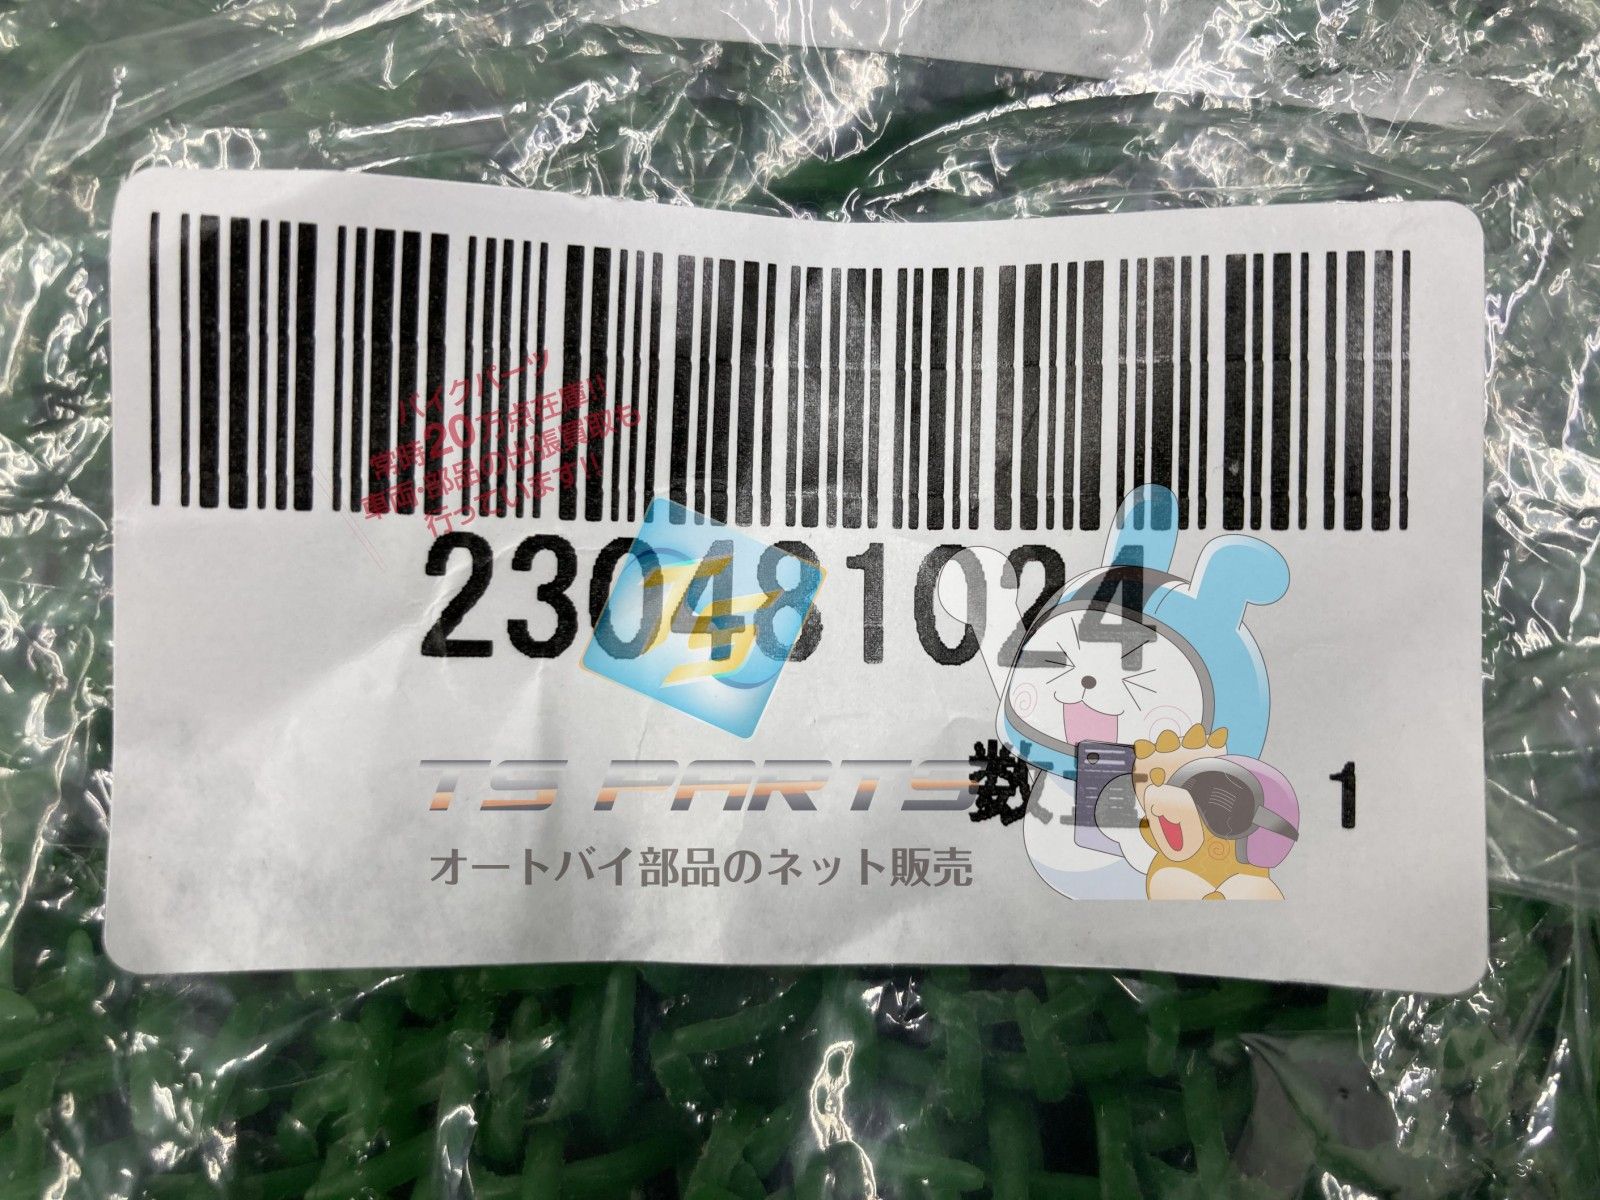 バイクパーツ
常時20万点在庫!!
車両・部品の出張買取も
行っています!!
230481024
TS
TS PARTS
数量 1
オートバイ部品のネット販売